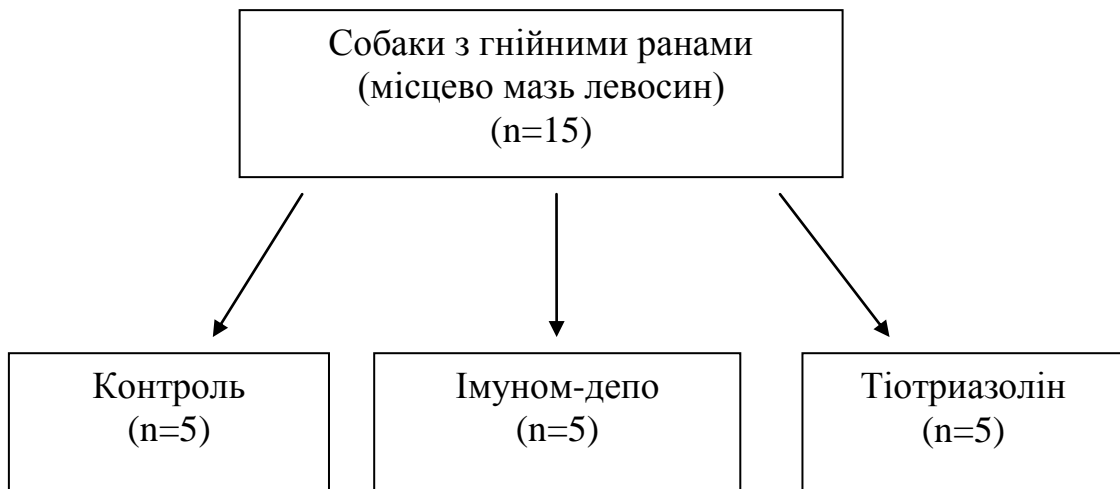 Собаки з гнійними ранами
(місцево мазь левосин)
(n=15)
Контроль
(n=5)
Імуном-депо
(n=5)
Тіотриазолін
(n=5)